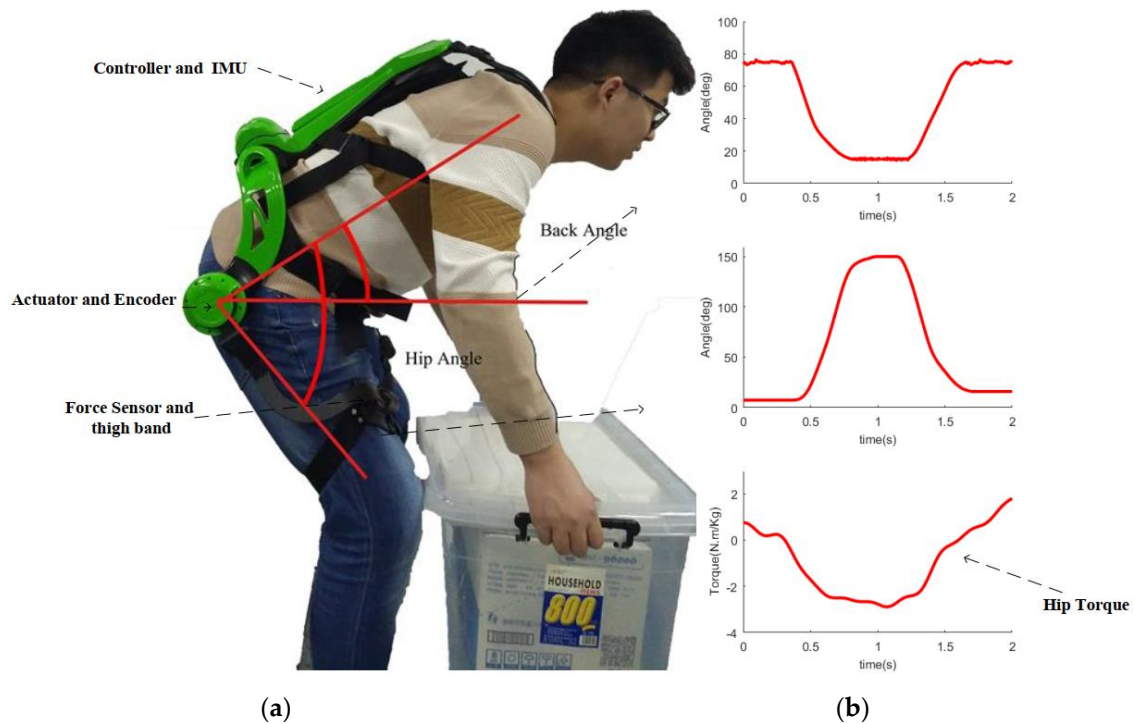 Controller and IMU
Back Angle
Actuator and Encoder
Hip Angle
Force Sensor and
thigh band
HOUSEHOLD
ITEMS
800
(a)
100
80
60
40
20
0
Angle(deg)
0
0.5
1
1.5
2
time(s)
150
100
50
0
Angle(deg)
0
0.5
1
1.5
2
time(s)
2
0
-2
-4
Torque(N.m/Kg)
Hip Torque
0
0.5
1
1.5
2
time(s)
(b)